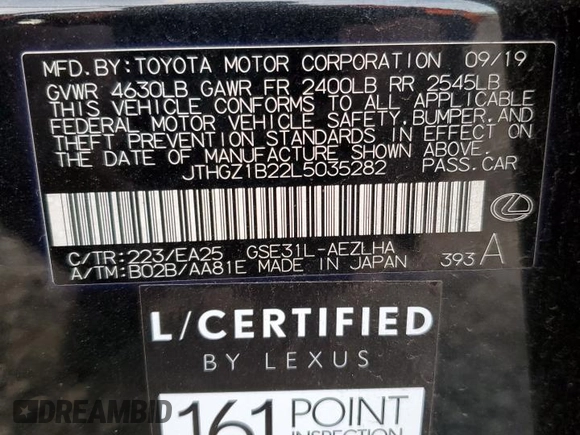 MFD.BY:TOYOTA MOTOR CORPORATION 09/19
GVWR 4630LB GAWR FR 2400LB RR 2545LB
THIS VEHICLE CONFORMS TO ALL APPLICABLE
FEDERAL MOTOR VEHICLE SAFETY,BUMPER,AND
THEFT PREVENTION STANDARDS IN EFFECT ON
THE DATE OF MANUFACTURE SHOWN ABOVE.
JTHGZ1B22L5035282 PASS.CAR
C/TR:223/EA25 GSE31L-AEZLHA
A/TM:B02B/AA81E MADE IN JAPAN 393 A
L/CERTIFIED
BY LEXUS
161 POINT
INSPECTION
DREAMBID